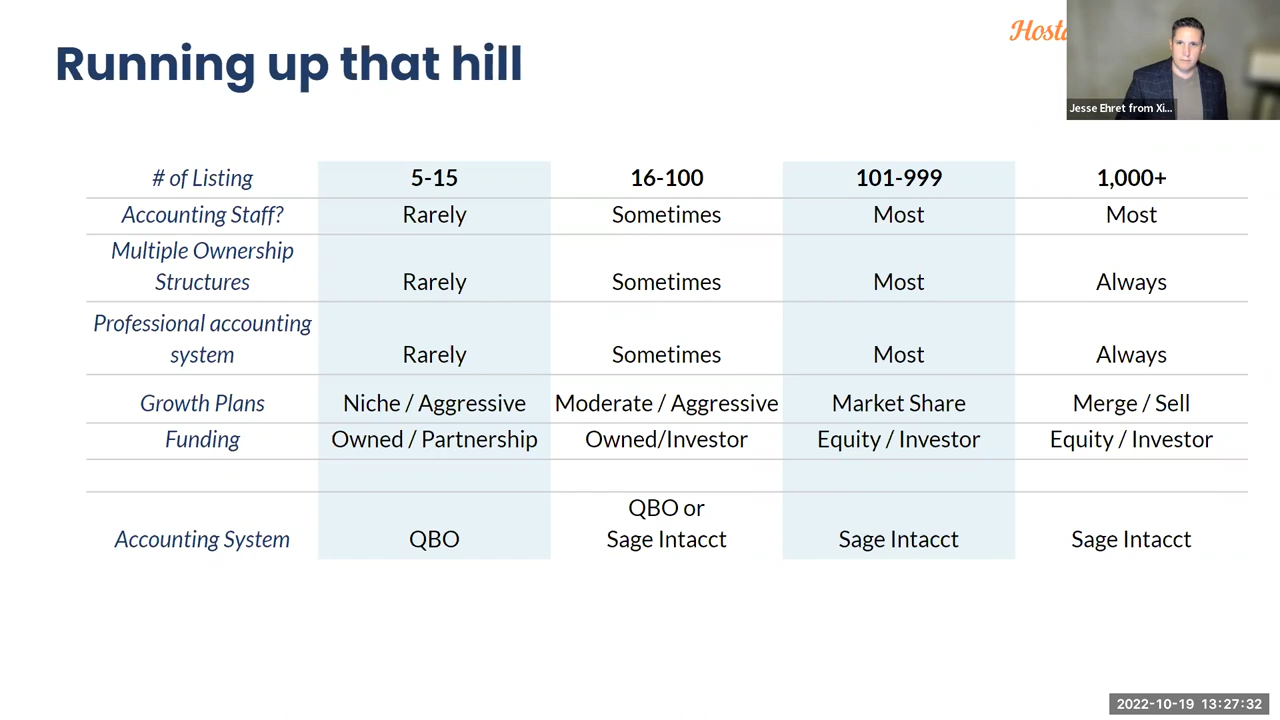 Running up that hill
Jesse Ehret from Xi...
# of Listing 5-15 16-100 101-999 1,000+
Accounting Staff? Rarely Sometimes Most Most
Multiple Ownership
Structures Rarely Sometimes Most Always
Professional accounting
system Rarely Sometimes Most Always
Growth Plans Niche / Aggressive Moderate / Aggressive Market Share Merge / Sell
Funding Owned / Partnership Owned/Investor Equity / Investor Equity / Investor
QBO or
Accounting System QBO Sage Intacct Sage Intacct Sage Intacct
2022-10-19 13:27:32